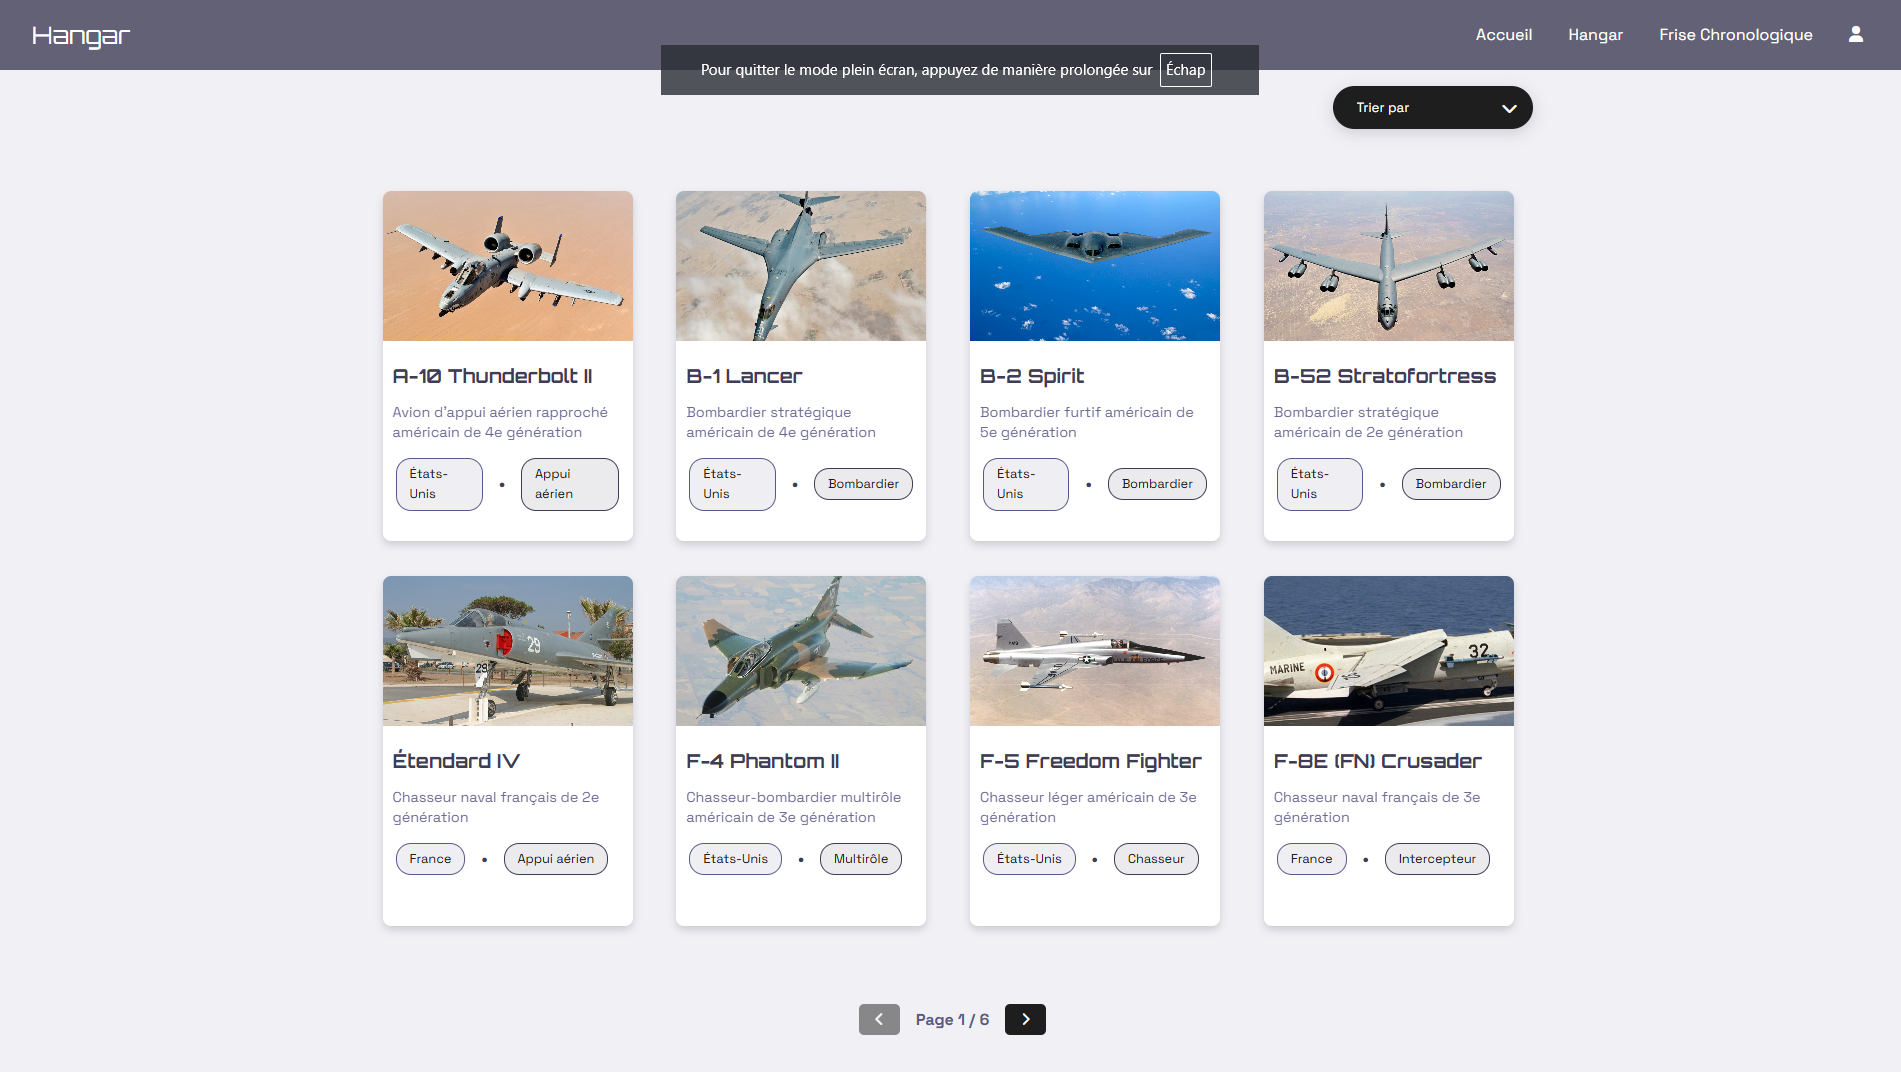 Hangar
Accueil
Hangar
Frise Chronologique
Pour quitter le mode plein écran, appuyez de manière prolongée sur Échap
Trier par
A-10 Thunderbolt II
Avion d'appui aérien rapproché
américain de 4e génération
États-
Unis
•
Appui
aérien
B-1 Lancer
Bombardier stratégique
américain de 4e génération
États-
Unis
•
Bombardier
B-2 Spirit
Bombardier furtif américain de
5e génération
États-
Unis
•
Bombardier
B-52 Stratofortress
Bombardier stratégique
américain de 2e génération
États-
Unis
•
Bombardier
29
29
Étendard IV
Chasseur naval français de 2e
génération
France
•
Appui aérien
F-4 Phantom II
Chasseur-bombardier multirôle
américain de 3e génération
États-Unis
•
Multirôle
F-5 Freedom Fighter
Chasseur léger américain de 3e
génération
États-Unis
•
Chasseur
MARINE
32
F-8E (FN) Crusader
Chasseur naval français de 3e
génération
France
•
Intercepteur
Page 1 / 6